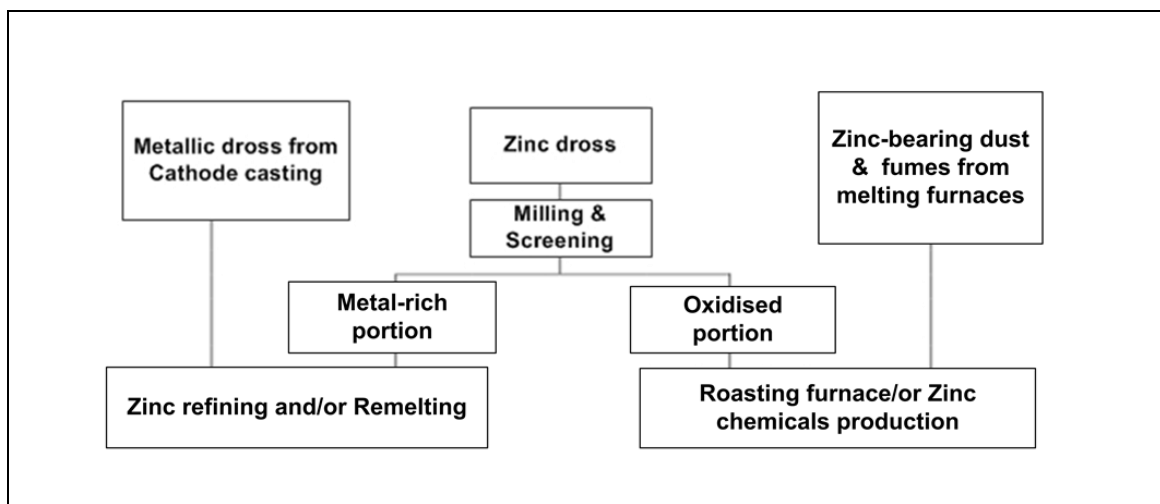 Metallic dross from
Cathode casting
Zinc dross
Zinc-bearing dust
& fumes from
melting furnaces
Milling &
Screening
Metal-rich
portion
Oxidised
portion
Zinc refining and/or Remelting
Roasting furnace/or Zinc
chemicals production